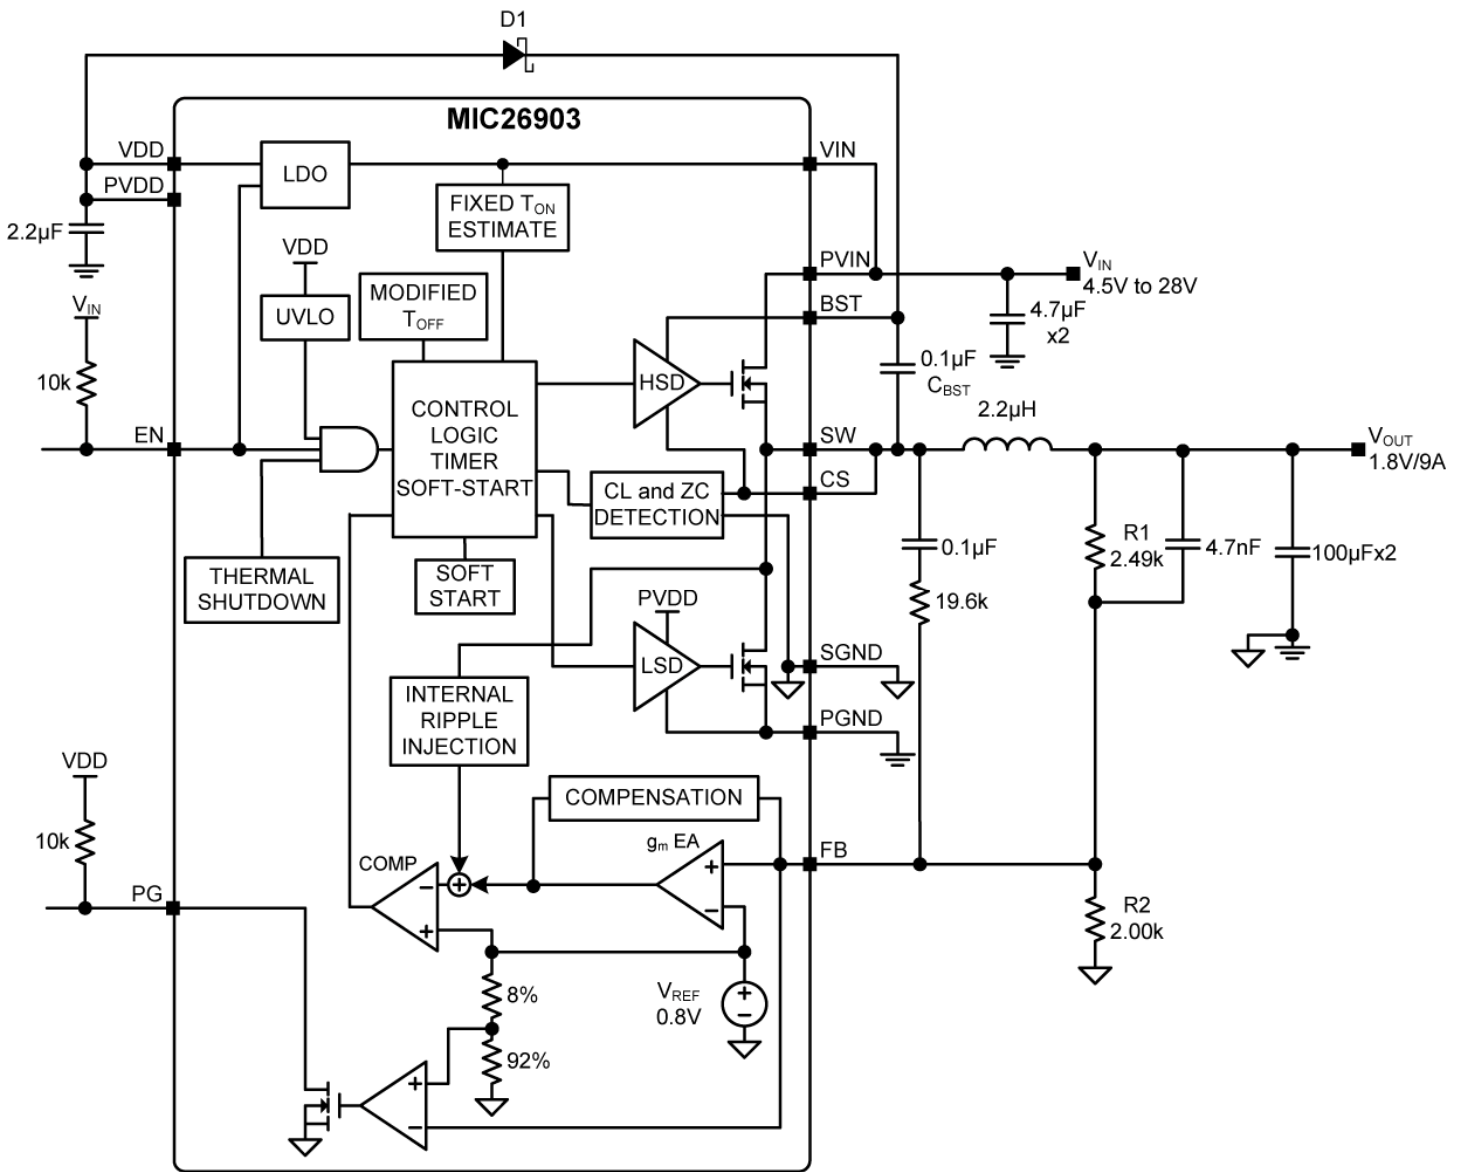 D1
MIC26903
VDD
LDO
VIN
PVDD
FIXED TON
ESTIMATE
2.2µF
VDD
PVIN
VIN
4.5V to 28V
MODIFIED
TOFF
VIN
UVLO
BST
4.7µF
x2
10k
HSD
0.1µF
CBST
CONTROL
LOGIC
TIMER
SOFT-START
2.2µH
EN
SW
VOUT
1.8V/9A
CS
CL and ZC
DETECTION
0.1µF
R1
2.49k
4.7nF
100µFx2
THERMAL
SHUTDOWN
SOFT
START
19.6k
PVDD
LSD
SGND
INTERNAL
RIPPLE
INJECTION
PGND
VDD
COMPENSATION
10k
gm EA
FB
COMP
+
−
+
−
+
PG
R2
2.00k
8%
VREF
0.8V
+
−
92%
+
−